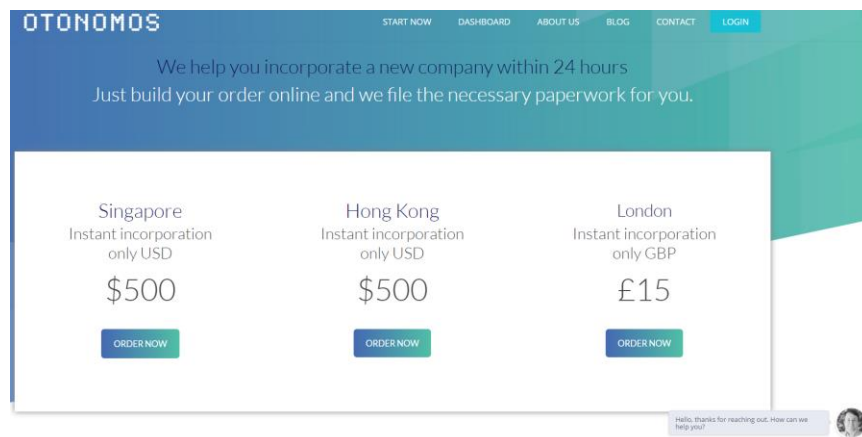 OTONOMOS
START NOW DASHBOARD ABOUT US BLOG CONTACT LOGIN
We help you incorporate a new company within 24 hours
Just build your order online and we file the necessary paperwork for you.
Singapore
Instant incorporation
only USD
$500
ORDER NOW
Hong Kong
Instant incorporation
only USD
$500
ORDER NOW
London
Instant incorporation
only GBP
£15
ORDER NOW
Hello, thanks for reaching out. How can we
help you?